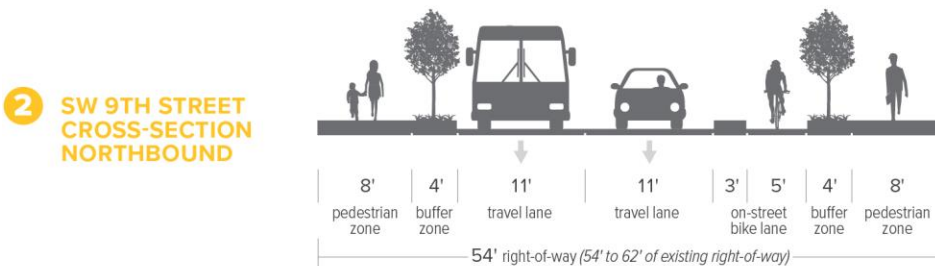 2 SW 9TH STREET
CROSS-SECTION
NORTHBOUND
8' 4' 11' 11' 3' 5' 4' 8'
pedestrian buffer travel lane travel lane on-street buffer pedestrian
zone zone bike lane zone zone
54' right-of-way (54' to 62' of existing right-of-way)